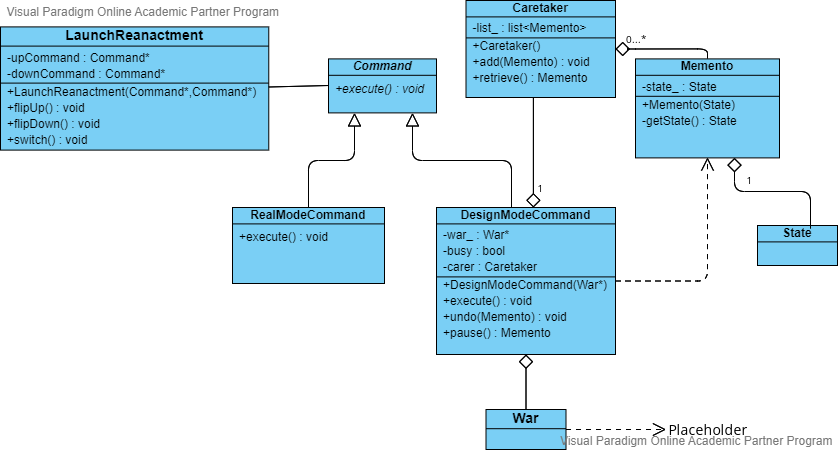 Visual Paradigm Online Academic Partner Program
LaunchReanactment
-upCommand : Command*
-downCommand : Command*
+LaunchReanactment(Command*,Command*)
+flipUp() : void
+flipDown() : void
+switch() : void
Command
+execute() : void
Caretaker
-list_ : list<Memento>
+Caretaker()
+add(Memento) : void
+retrieve() : Memento
0...*
Memento
-state_ : State
+Memento(State)
-getState() : State
1
State
RealModeCommand
+execute() : void
1
DesignModeCommand
-war_ : War*
-busy : bool
-carer : Caretaker
+DesignModeCommand(War*)
+execute() : void
+undo(Memento) : void
+pause() : Memento
War
Placeholder
Visual Paradigm Online Academic Partner Program